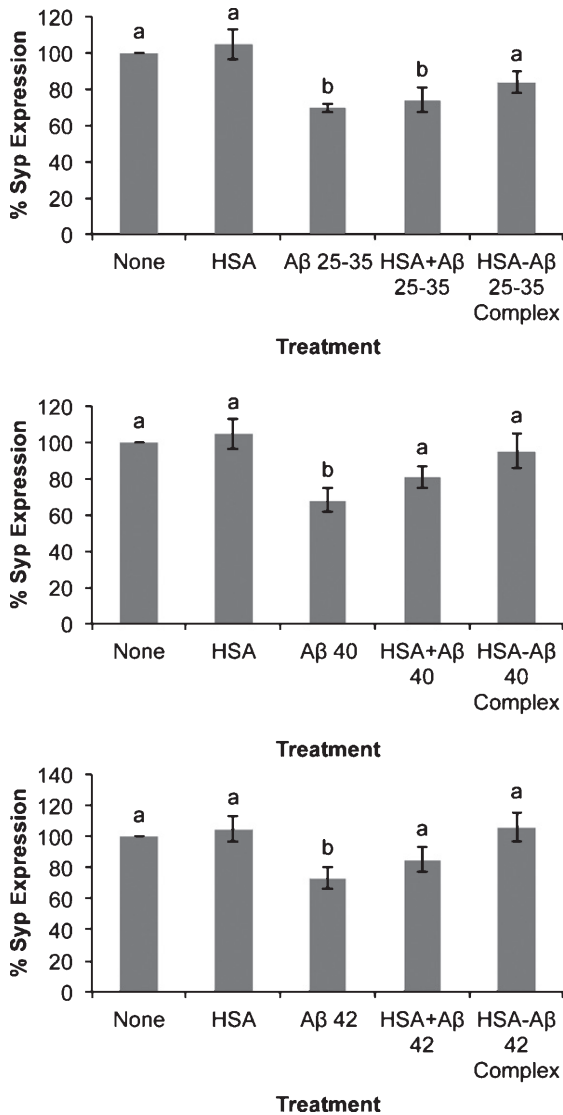 % Syp Expression
120
100
80
60
40
20
0
a
a
b
b
a
None HSA Aβ 25-35 HSA+Aβ HSA-Aβ
25-35 25-35
Complex
Treatment
% Syp Expression
120
100
80
60
40
20
0
a
a
b
a
a
None HSA Aβ 40 HSA+Aβ HSA-Aβ
40 40
Complex
Treatment
% Syp Expression
140
120
100
80
60
40
20
0
a
a
b
a
a
None HSA Aβ 42 HSA+Aβ HSA-Aβ
42 42
Complex
Treatment